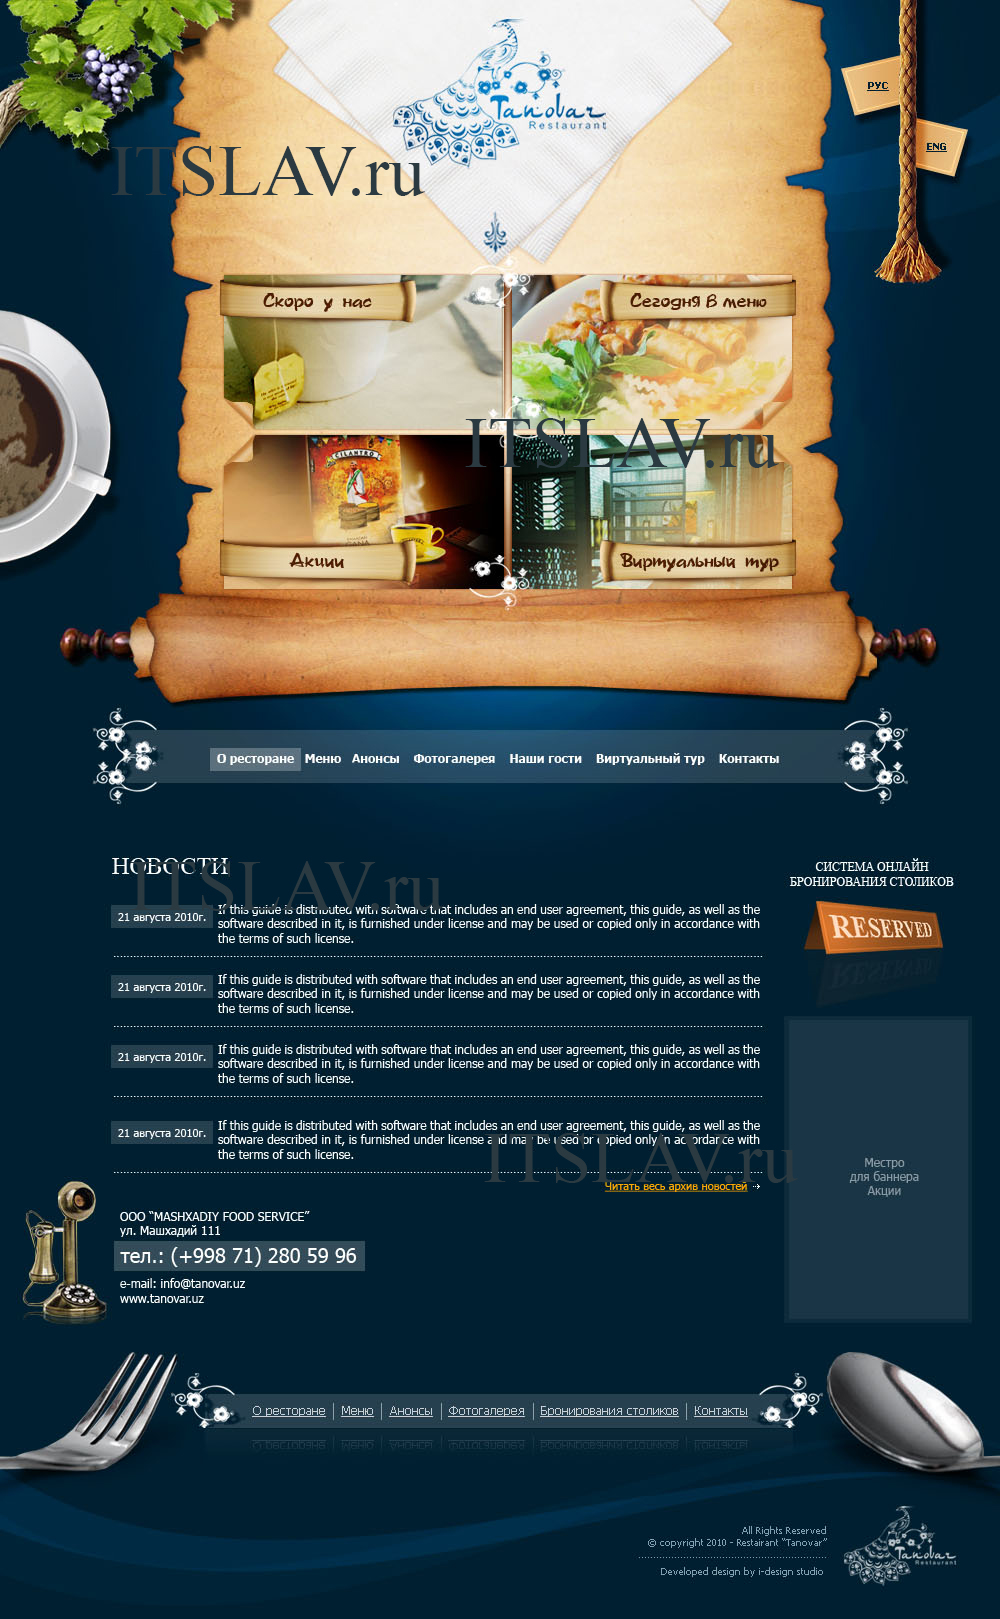 Tanovar
Restaurant
РУС
ENG
ITSLAV.ru
Скоро у нас
Сегодня в меню
CILANTRO
ITSLAV.ru
Акции
Виртуальный тур
О ресторане Меню Анонсы Фотогалерея Наши гости Виртуальный тур Контакты
НОВОСТИ
ITSLAV.ru
21 августа 2010г.
If this guide is distributed with software that includes an end user agreement, this guide, as well as the
software described in it, is furnished under license and may be used or copied only in accordance with
the terms of such license.
21 августа 2010г.
If this guide is distributed with software that includes an end user agreement, this guide, as well as the
software described in it, is furnished under license and may be used or copied only in accordance with
the terms of such license.
21 августа 2010г.
If this guide is distributed with software that includes an end user agreement, this guide, as well as the
software described in it, is furnished under license and may be used or copied only in accordance with
the terms of such license.
21 августа 2010г.
If this guide is distributed with software that includes an end user agreement, this guide, as well as the
software described in it, is furnished under license and may be used or copied only in accordance with
the terms of such license.
ITSLAV.ru
Читать весь архив новостей
СИСТЕМА ОНЛАЙН
БРОНИРОВАНИЯ СТОЛИКОВ
RESERVED
Местро
для баннера
Акции
ООО “MASHXADIY FOOD SERVICE”
ул. Машхадий 111
тел.: (+998 71) 280 59 96
e-mail: info@tanovar.uz
www.tanovar.uz
О ресторане | Меню | Анонсы | Фотогалерея | Бронирования столиков | Контакты
All Rights Reserved
© copyright 2010 - Restairant “Tanovar”
Developed design by i-design studio
Tanovar
Restaurant